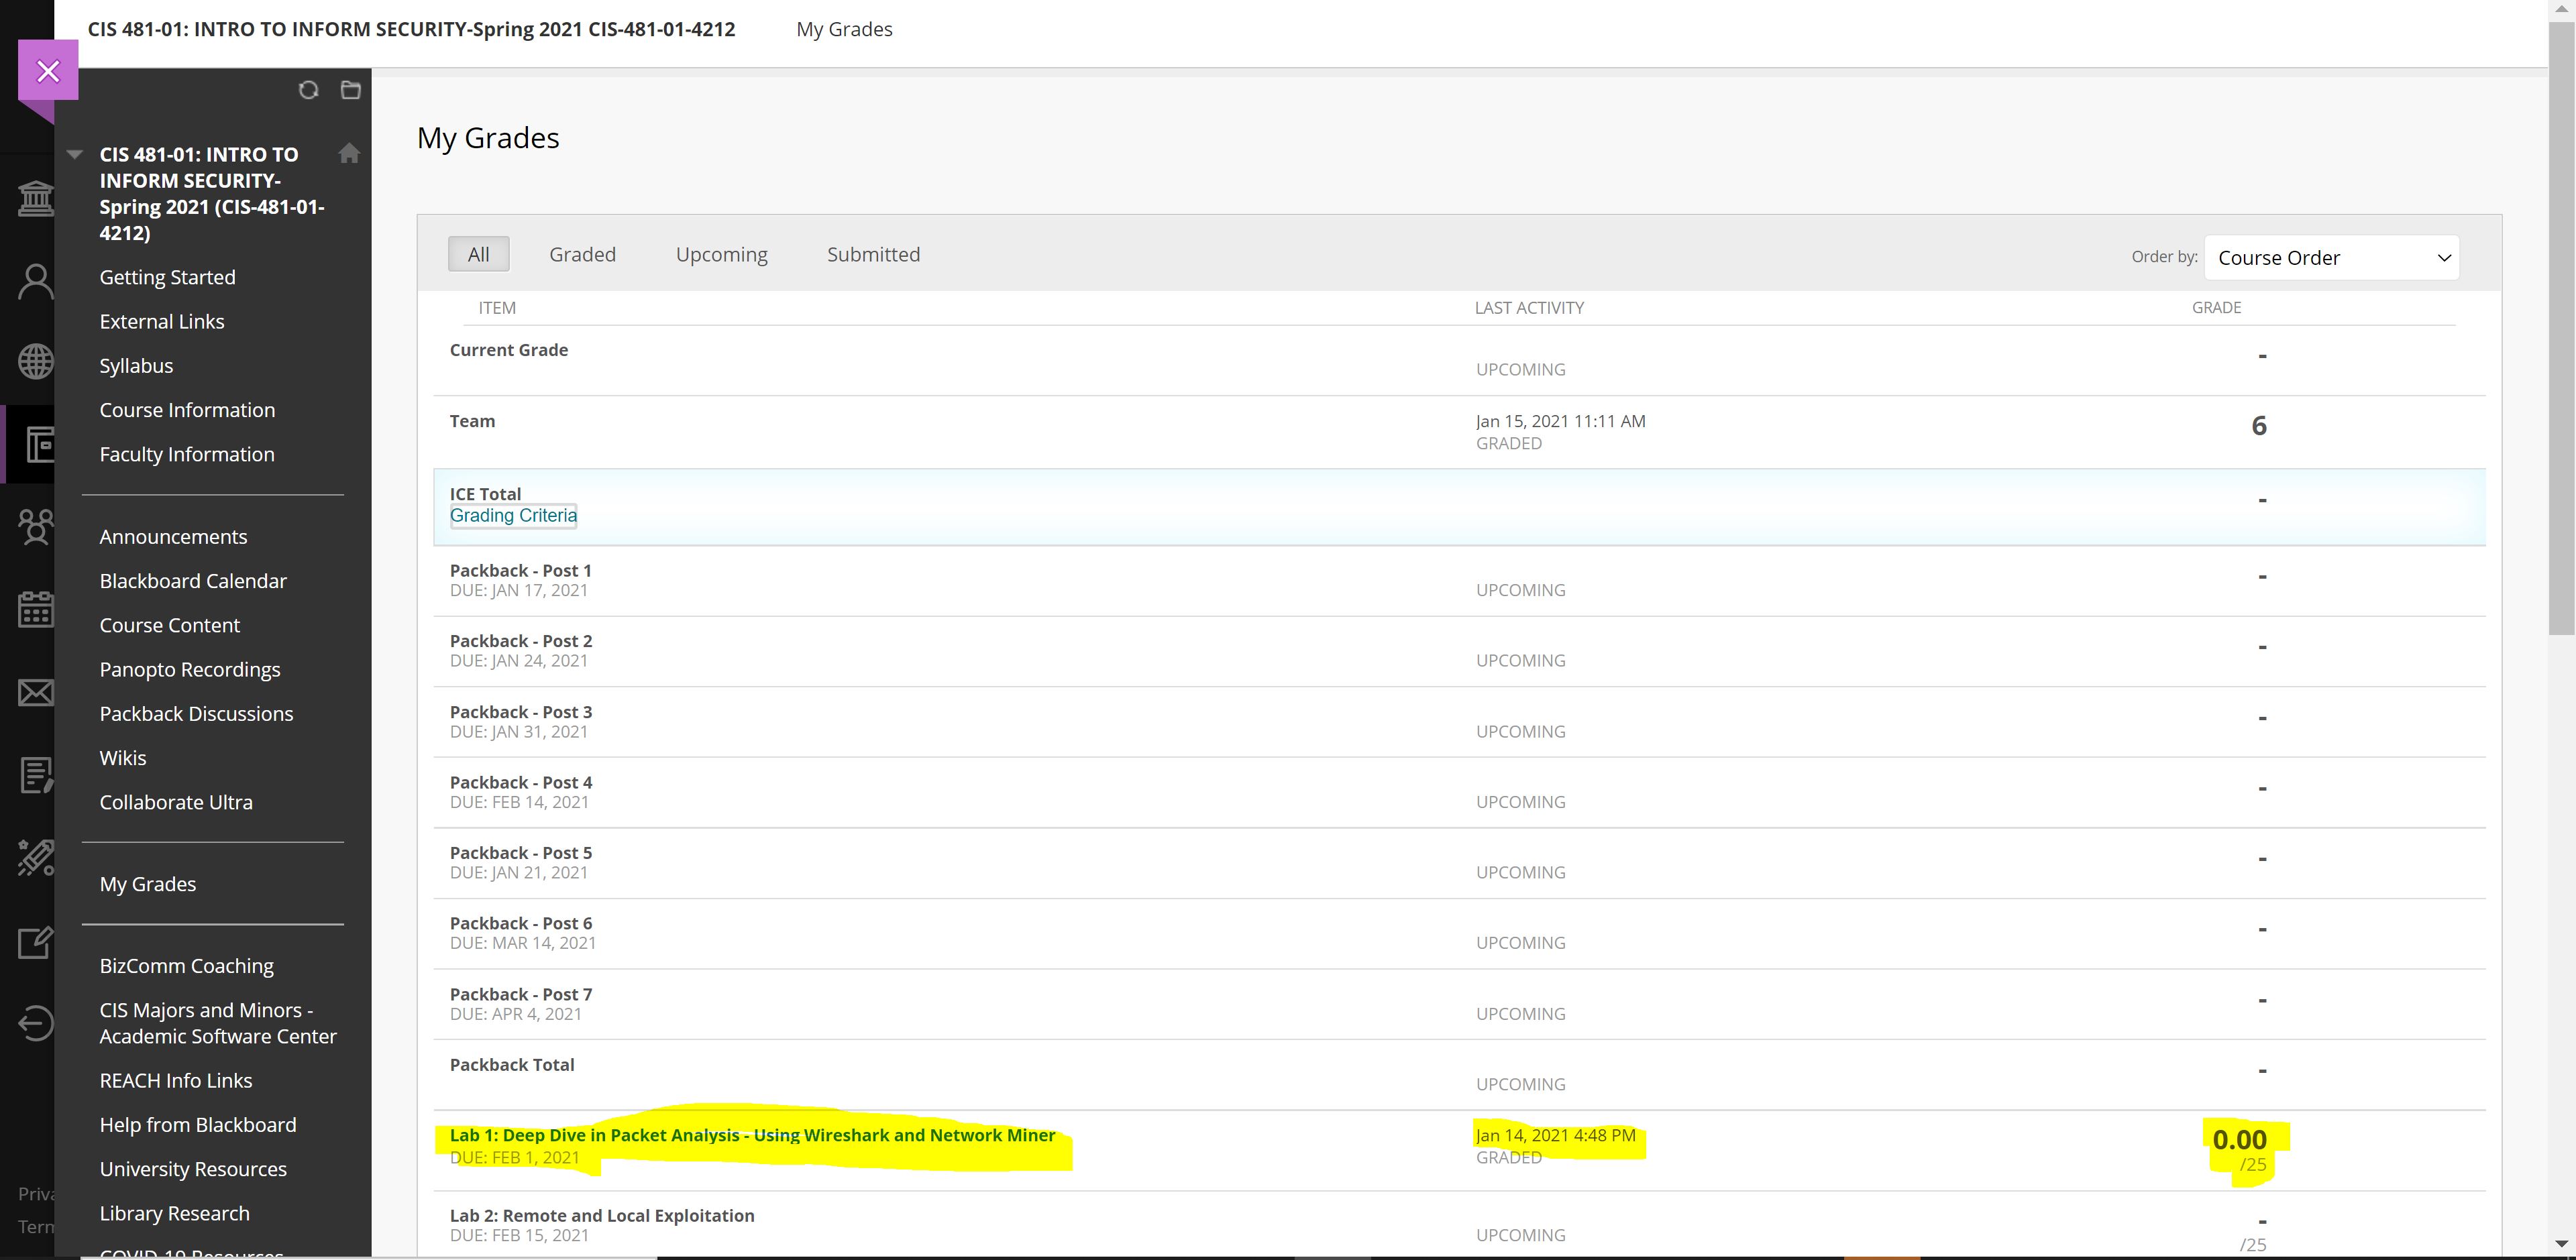 CIS 481-01: INTRO TO INFORM SECURITY-Spring 2021 CIS-481-01-4212 My Grades
CIS 481-01: INTRO TO
INFORM SECURITY-
Spring 2021 (CIS-481-01-
4212)
Getting Started
External Links
Syllabus
Course Information
Faculty Information
Announcements
Blackboard Calendar
Course Content
Panopto Recordings
Packback Discussions
Wikis
Collaborate Ultra
My Grades
BizComm Coaching
CIS Majors and Minors -
Academic Software Center
REACH Info Links
Help from Blackboard
University Resources
Library Research
COVID-19 Resources
Priva
Term
My Grades
All Graded Upcoming Submitted Order by: Course Order
ITEM LAST ACTIVITY GRADE
Current Grade -
UPCOMING
Team Jan 15, 2021 11:11 AM 6
GRADED
ICE Total -
Grading Criteria
Packback - Post 1 -
DUE: JAN 17, 2021 UPCOMING
Packback - Post 2 -
DUE: JAN 24, 2021 UPCOMING
Packback - Post 3 -
DUE: JAN 31, 2021 UPCOMING
Packback - Post 4 -
DUE: FEB 14, 2021 UPCOMING
Packback - Post 5 -
DUE: JAN 21, 2021 UPCOMING
Packback - Post 6 -
DUE: MAR 14, 2021 UPCOMING
Packback - Post 7 -
DUE: APR 4, 2021 UPCOMING
Packback Total -
UPCOMING
Lab 1: Deep Dive in Packet Analysis - Using Wireshark and Network Miner Jan 14, 2021 4:48 PM 0.00
DUE: FEB 1, 2021 GRADED /25
Lab 2: Remote and Local Exploitation -
DUE: FEB 15, 2021 UPCOMING /25